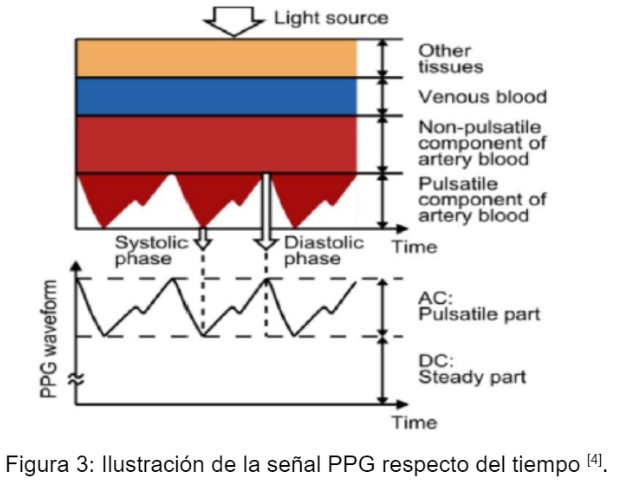 Light source
Other
tissues
Venous blood
Non-pulsatile
component of
artery blood
Pulsatile
component of
artery blood
Systolic
phase
Diastolic
phase
Time
PPG waveform
AC:
Pulsatile part
DC:
Steady part
Time
Figura 3: Ilustración de la señal PPG respecto del tiempo [4].